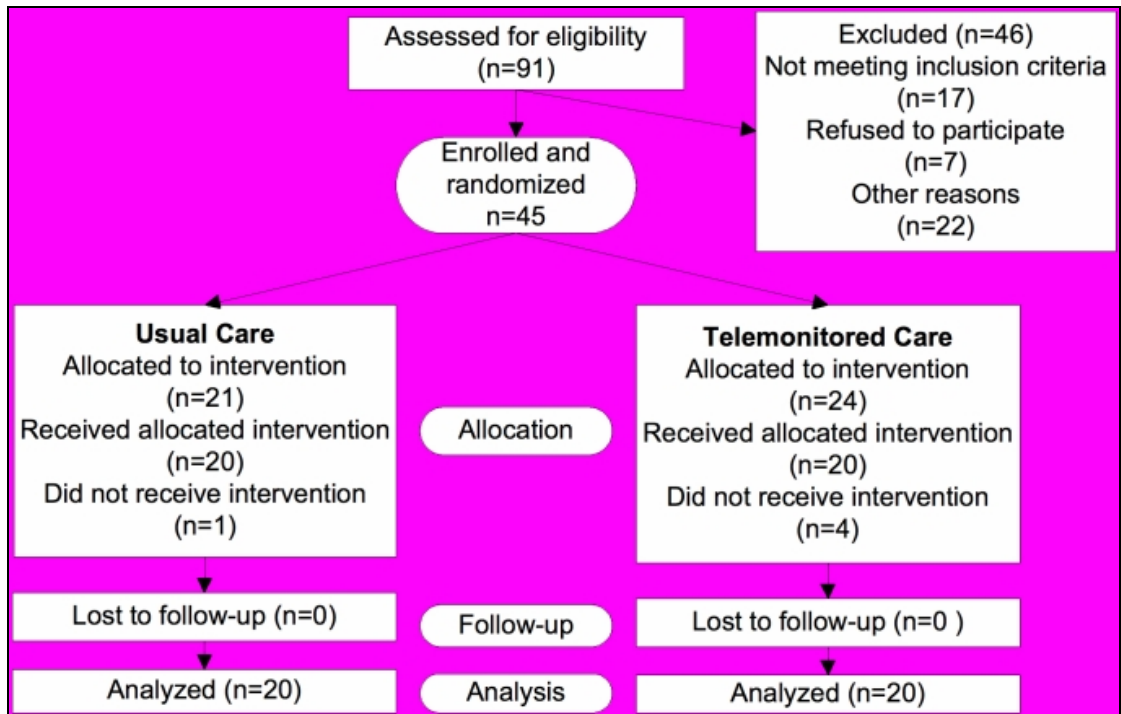 Assessed for eligibility
(n=91)
Excluded (n=46)
Not meeting inclusion criteria
(n=17)
Refused to participate
(n=7)
Other reasons
(n=22)
Enrolled and
randomized
n=45
Usual Care
Allocated to intervention
(n=21)
Received allocated intervention
(n=20)
Did not receive intervention
(n=1)
Allocation
Telemonitored Care
Allocated to intervention
(n=24)
Received allocated intervention
(n=20)
Did not receive intervention
(n=4)
Lost to follow-up (n=0)
Follow-up
Lost to follow-up (n=0 )
Analyzed (n=20)
Analysis
Analyzed (n=20)